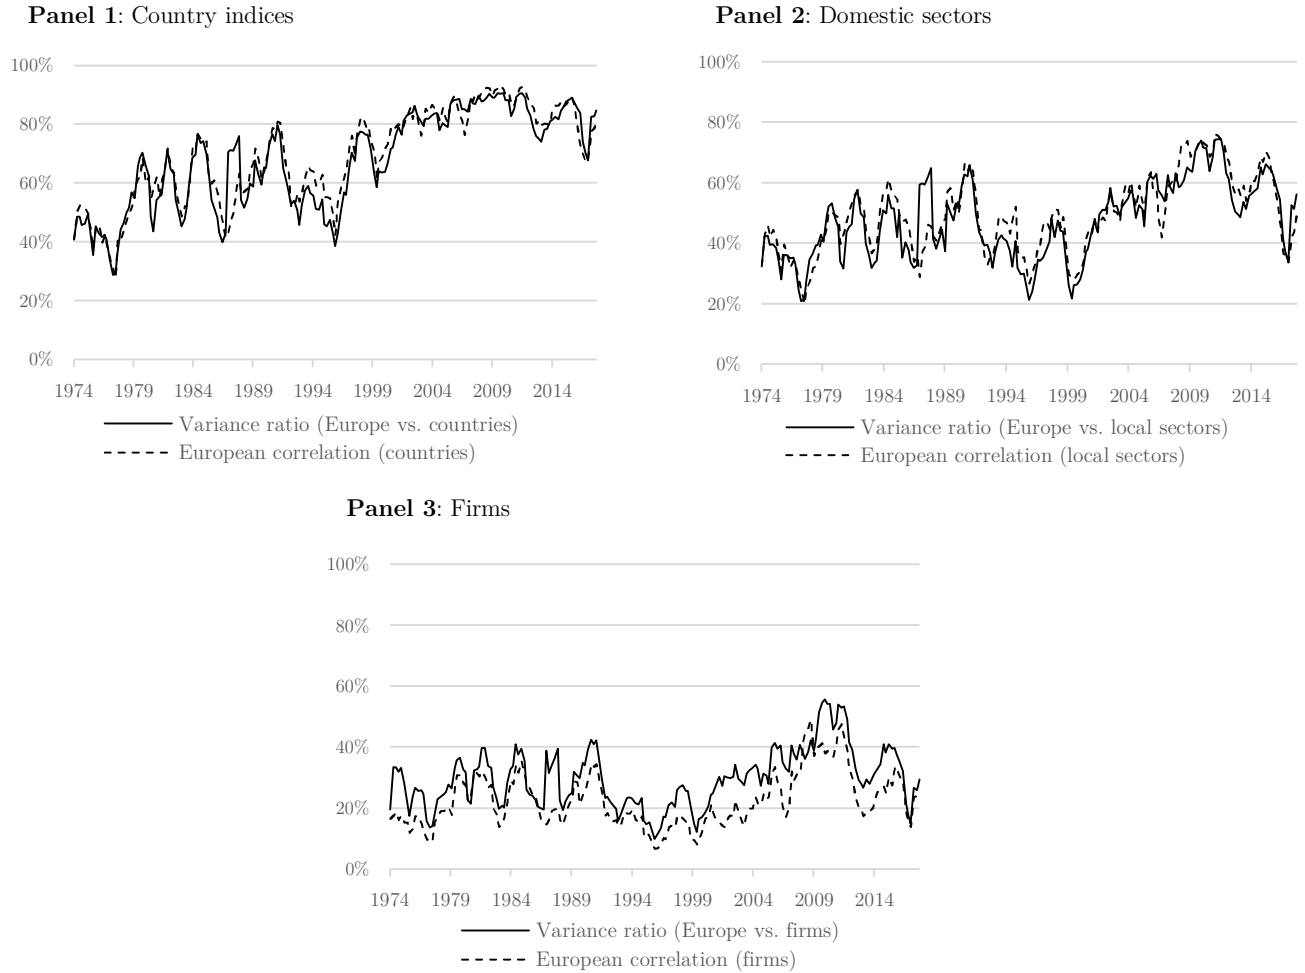 Panel 1: Country indices
100%
80%
60%
40%
20%
0%
1974 1979 1984 1989 1994 1999 2004 2009 2014
Variance ratio (Europe vs. countries)
European correlation (countries)
Panel 2: Domestic sectors
100%
80%
60%
40%
20%
0%
1974 1979 1984 1989 1994 1999 2004 2009 2014
Variance ratio (Europe vs. local sectors)
European correlation (local sectors)
Panel 3: Firms
100%
80%
60%
40%
20%
0%
1974 1979 1984 1989 1994 1999 2004 2009 2014
Variance ratio (Europe vs. firms)
European correlation (firms)